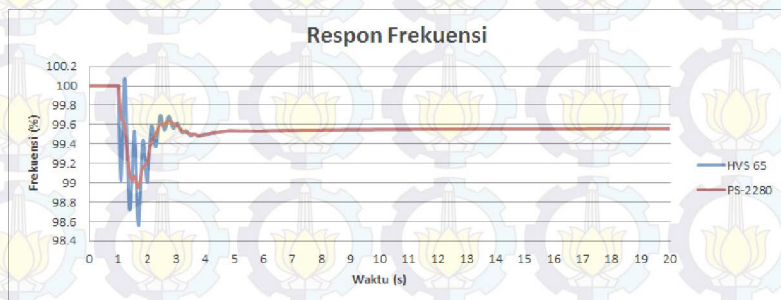 Respon Frekuensi
100.2
100
99.8
99.6
99.4
99.2
99
98.8
98.6
98.4
Frekuensi (%)
0 1 2 3 4 5 6 7 8 9 10 11 12 13 14 15 16 17 18 19 20
Waktu (s)
HVS 65
PS-2280